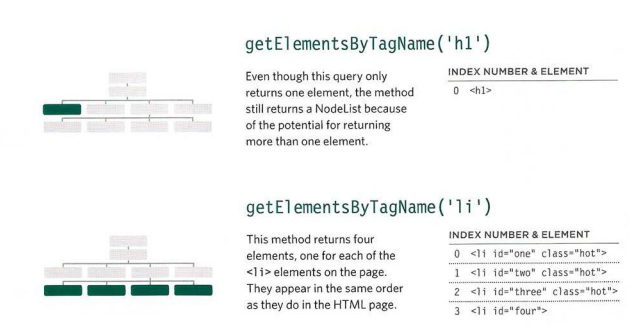 getElementsByTagName('h1')
Even though this query only
returns one element, the method
still returns a NodeList because
of the potential for returning
more than one element.
INDEX NUMBER & ELEMENT
0 <h1>
getElementsByTagName('li')
This method returns four
elements, one for each of the
<li> elements on the page.
They appear in the same order
as they do in the HTML page.
INDEX NUMBER & ELEMENT
0 <li id="one" class="hot">
1 <li id="two" class="hot">
2 <li id="three" class="hot">
3 <li id="four">